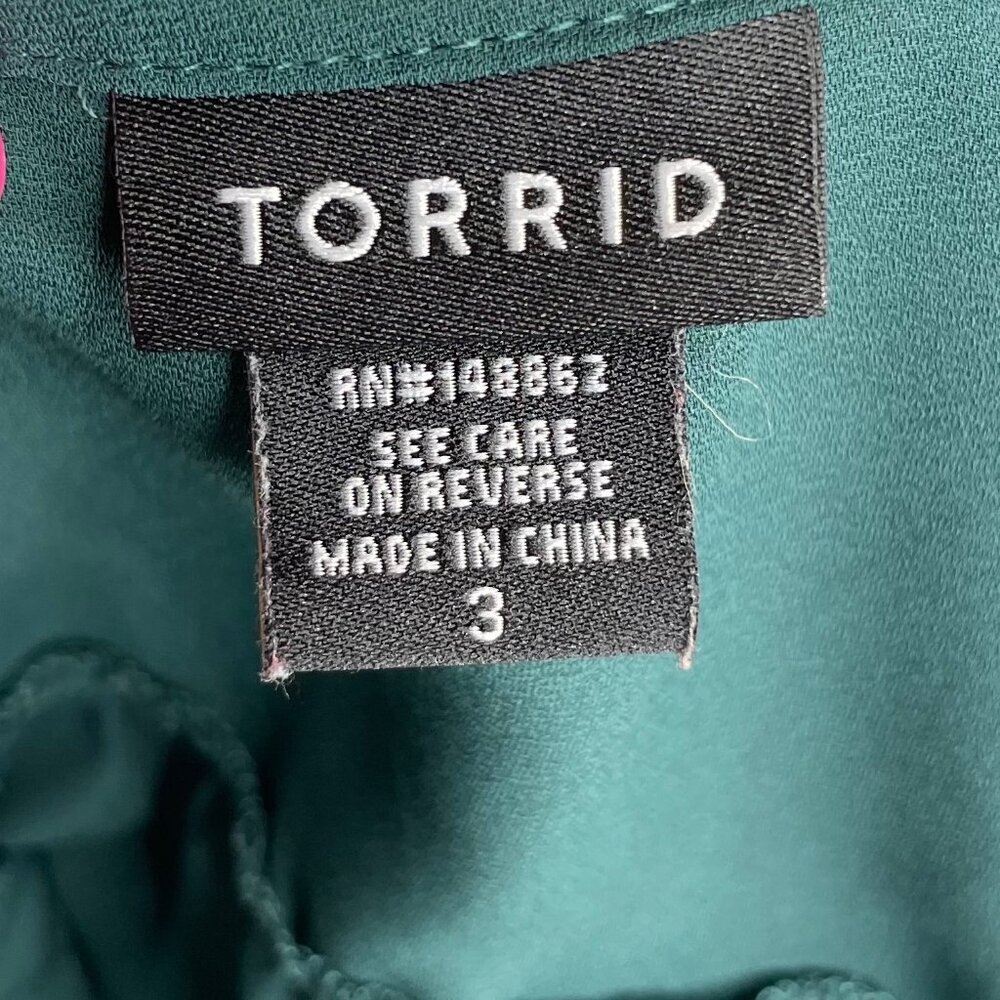 TORRID
RN#148862
SEE CARE
ON REVERSE
MADE IN CHINA
3